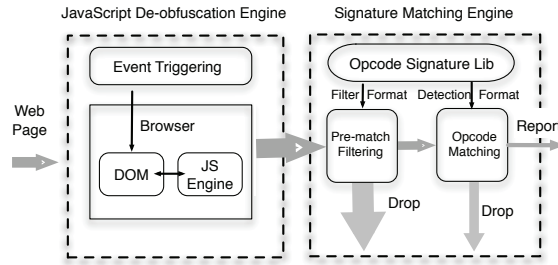 JavaScript De-obfuscation Engine
Signature Matching Engine
Event Triggering
Opcode Signature Lib
Filter Format
Detection Format
Web
Page
Browser
DOM
JS
Engine
Pre-match
Filtering
Opcode
Matching
Report
Drop
Drop